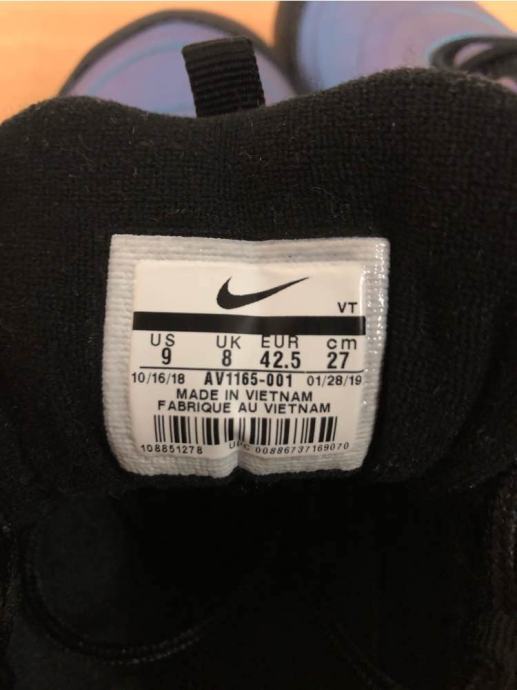 VT
US UK EUR cm
9 8 42.5 27
10/16/18 AV1165-001 01/28/19
MADE IN VIETNAM
FABRIQUE AU VIETNAM
108851278 UPC 00886737169070